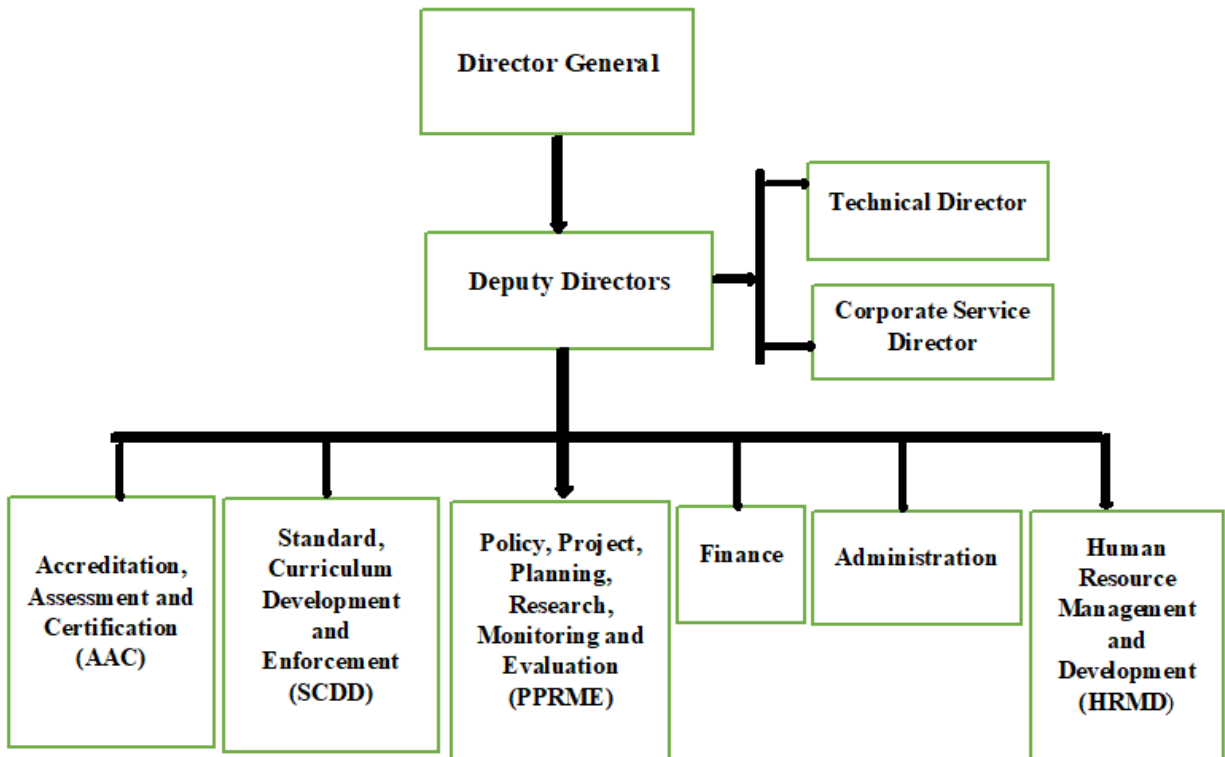 Director General
Technical Director
Deputy Directors
Corporate Service
Director
Accreditation,
Assessment and
Certification
(AAC)
Standard,
Curriculum
Development
and
Enforcement
(SCDD)
Policy, Project,
Planning,
Research,
Monitoring and
Evaluation
(PPRME)
Finance
Administration
Human
Resource
Management
and
Development
(HRMD)